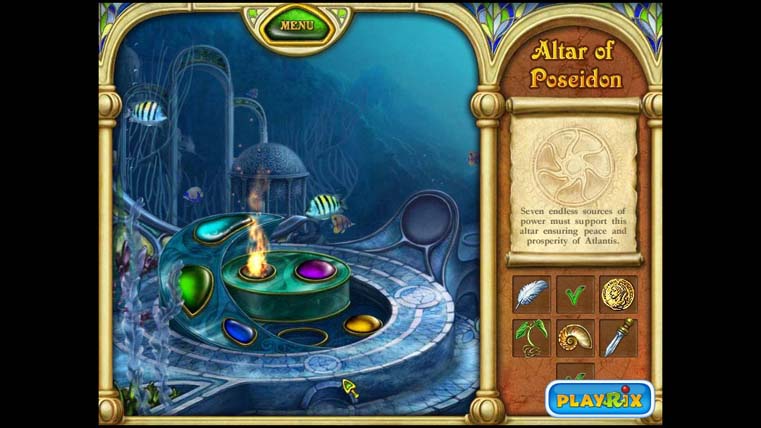 MENU
Altar of
Poseidon
Seven endless sources of
power must support this
altar ensuring peace and
prosperity of Atlantis.
PLAYRIX